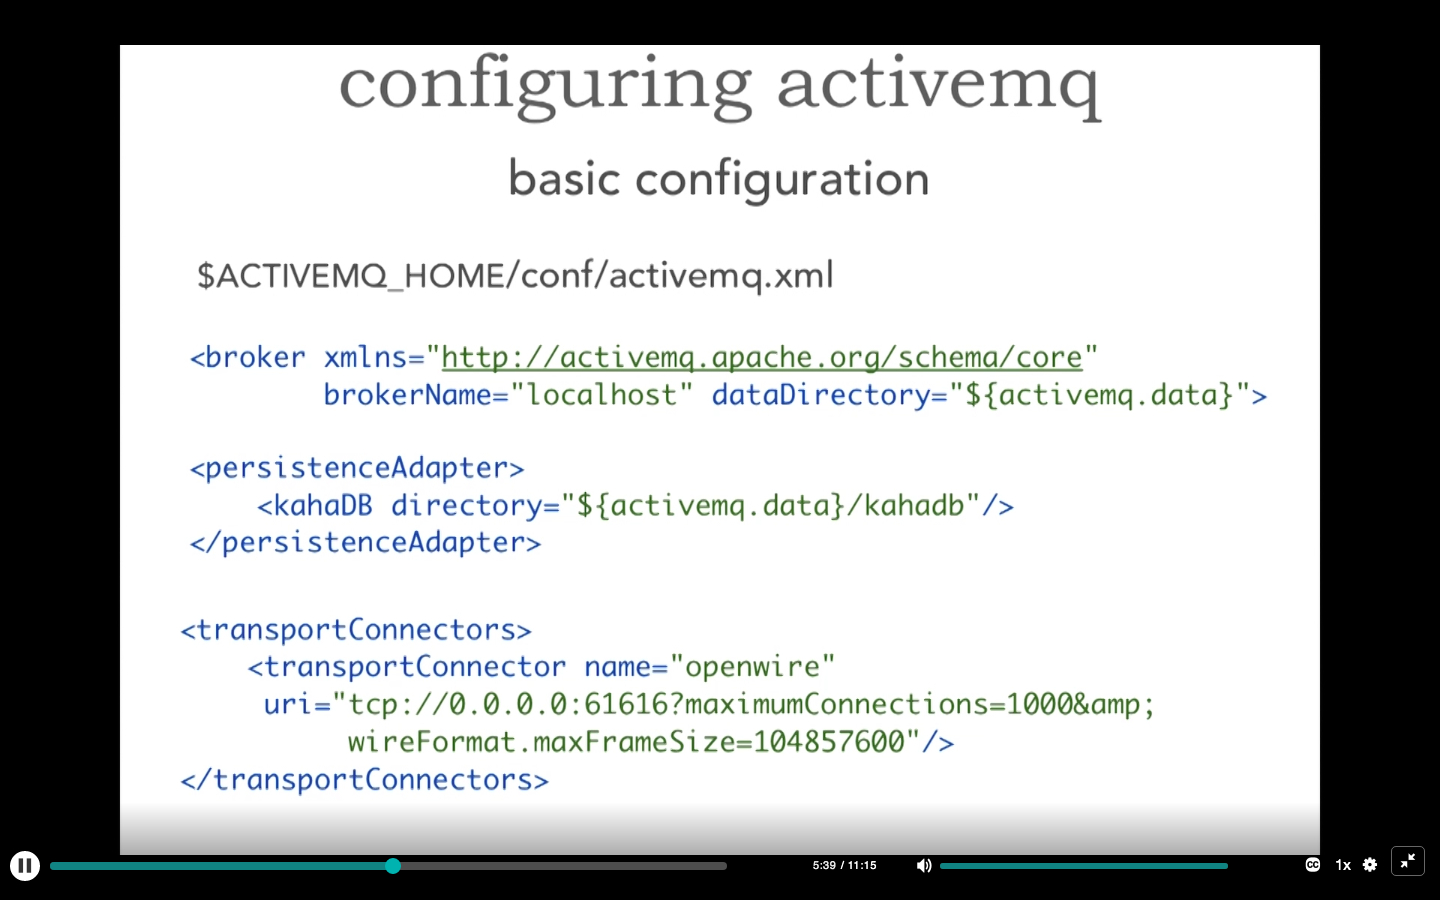 configuring activemq
basic configuration
$ACTIVEMQ_HOME/conf/activemq.xml
<broker xmlns="http://activemq.apache.org/schema/core"
brokerName="localhost" dataDirectory="${activemq.data}">
<persistenceAdapter>
<kahaDB directory="${activemq.data}/kahadb"/>
</persistenceAdapter>
<transportConnectors>
<transportConnector name="openwire"
uri="tcp://0.0.0.0:61616?maximumConnections=1000&amp;
wireFormat.maxFrameSize=104857600"/>
</transportConnectors>
5:39 / 11:15
CC
1x